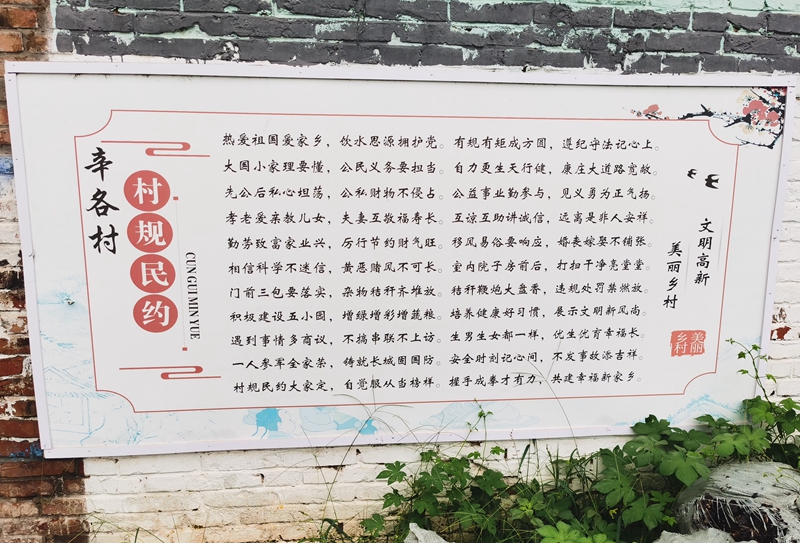 辛各村
村规民约
CUN GUI MIN YUE
热爱祖国爱家乡，饮水思源拥护党。有规有矩成方圆，遵纪守法记心上。
大国小家理要懂，公民义务要担当。自力更生天行健，康庄大道路宽敞。
先公后私心坦荡，公私财物不侵占。公益事业勤参与，见义勇为正气扬。
孝老爱亲教儿女，夫妻互敬福寿长。互谅互助讲诚信，远离是非人安祥。
勤劳致富家业兴，厉行节约财气旺。移风易俗要响应，婚丧嫁娶不铺张。
相信科学不迷信，黄恶赌风不可长。室内院子房前后，打扫干净亮堂堂。
门前三包要落实，杂物秸秆齐堆放。秸秆鞭炮大盘香，违规处罚禁燃放。
积极建设五小园，增绿增彩增蔬粮。培养健康好习惯，展示文明新风尚。
遇到事情多商议，不搞串联不上访。生男生女都一样，优生优育幸福长。
一人参军全家荣，铸就长城固国防。安全时刻记心间，不发事故添吉祥。
村规民约大家定，自觉服从当榜样。握手成拳才有力，共建幸福新家乡。
文明高新
美丽乡村
美丽乡村